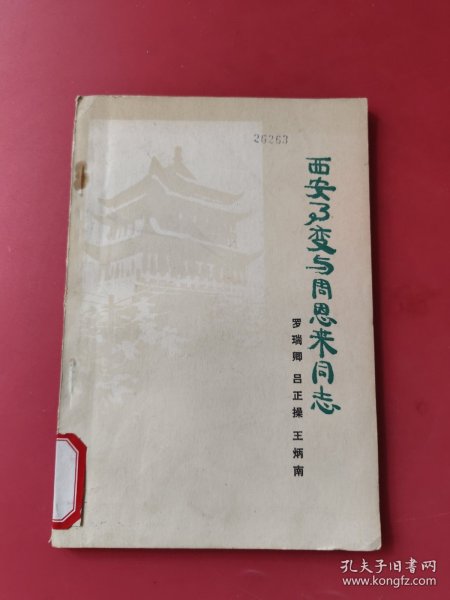 26263
西安事变与周恩来同志
罗瑞卿 吕正操 王炳南
孔夫子旧书网
www.kongfz.com